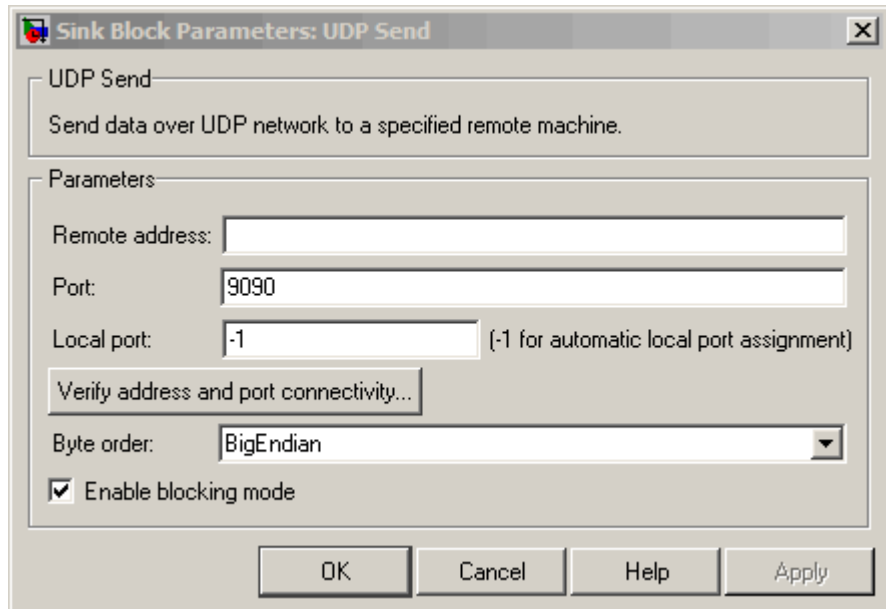 Sink Block Parameters: UDP Send
UDP Send
Send data over UDP network to a specified remote machine.
Parameters
Remote address:
Port: 9090
Local port: -1 (-1 for automatic local port assignment)
Verify address and port connectivity...
Byte order: BigEndian
Enable blocking mode
OK Cancel Help Apply